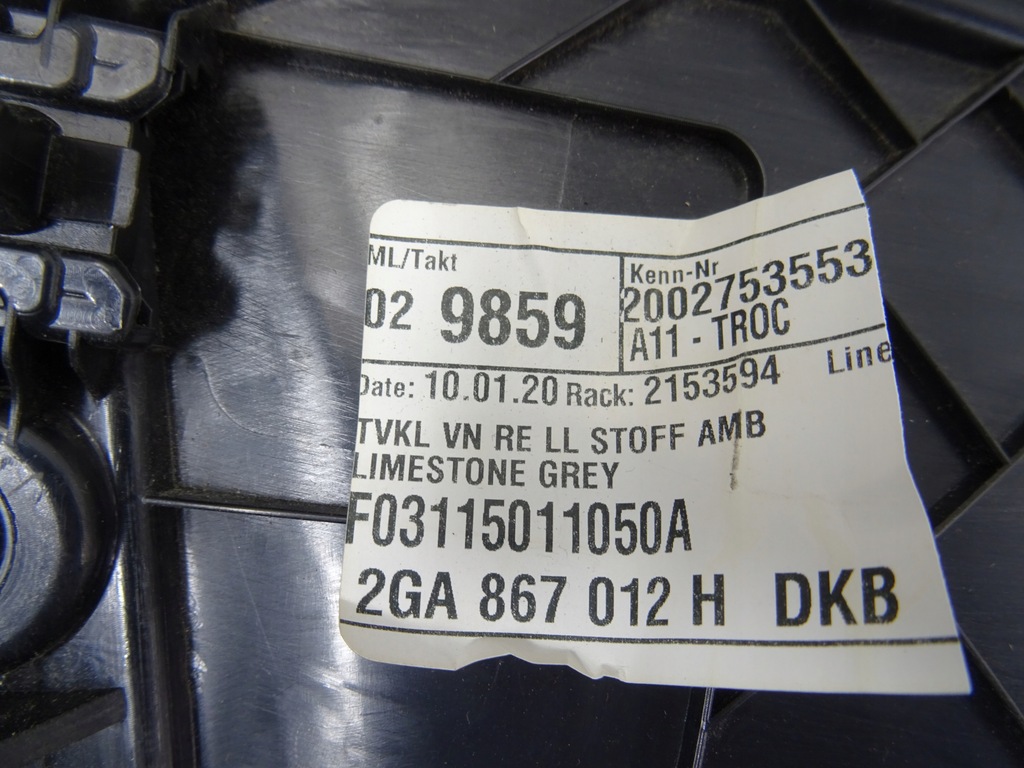 ML/Takt
02 9859
Kenn-Nr
2002753553
A11 - TROC
Date: 10.01.20 Rack: 2153594 Line
TVKL VN RE LL STOFF AMB
LIMESTONE GREY
F03115011050A
2GA 867 012 H DKB